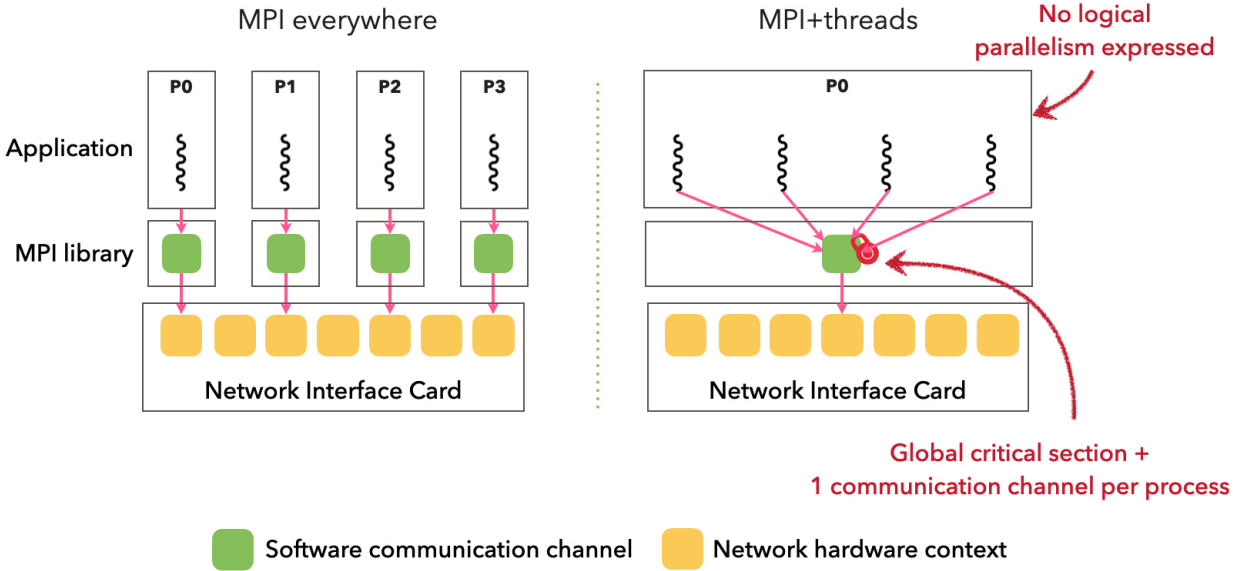 MPI everywhere
MPI+threads
No logical
parallelism expressed
P0
P1
P2
P3
P0
Application
MPI library
Network Interface Card
Network Interface Card
Global critical section +
1 communication channel per process
Software communication channel
Network hardware context